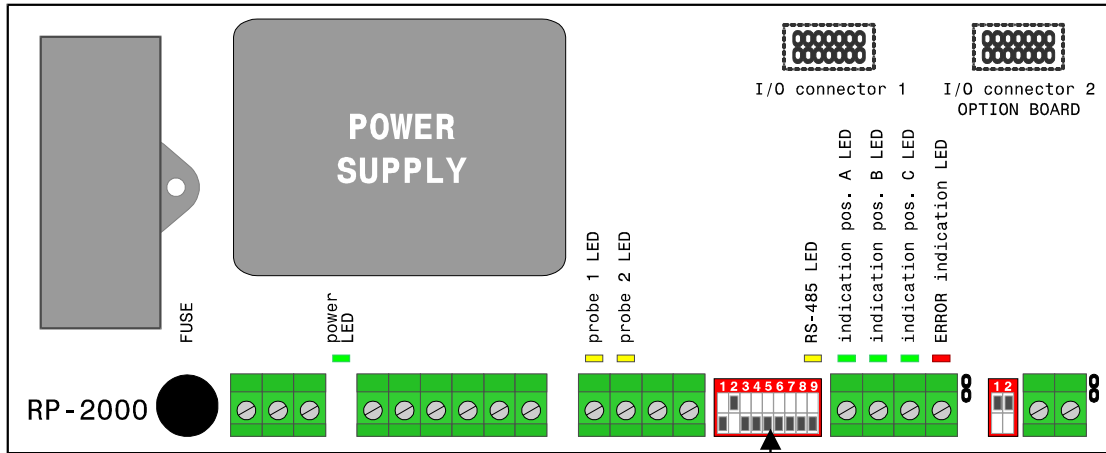 I/O connector 1
I/O connector 2
OPTION BOARD
POWER
SUPPLY
FUSE
power
LED
probe 1 LED
probe 2 LED
RS-485 LED
indication pos. A LED
indication pos. B LED
indication pos. C LED
ERROR indication LED
RP-2000
1 2 3 4 5 6 7 8 9
1 2